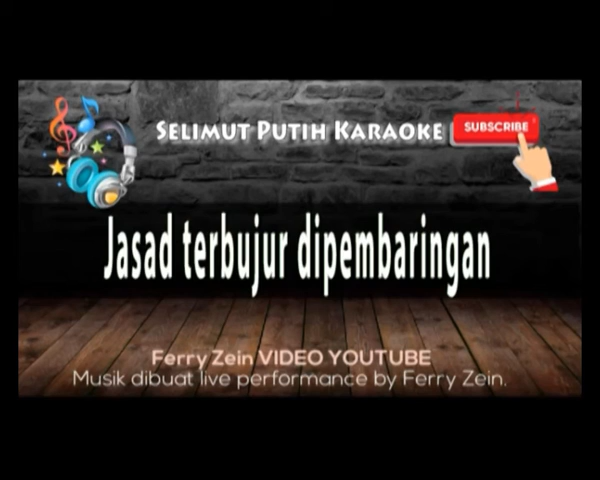 SELIMUT PUTIH KARAOKE
SUBSCRIBE
Jasad terbujur dipembaringan
Ferry Zein VIDEO YOUTUBE
Musik dibuat live performance by Ferry Zein.